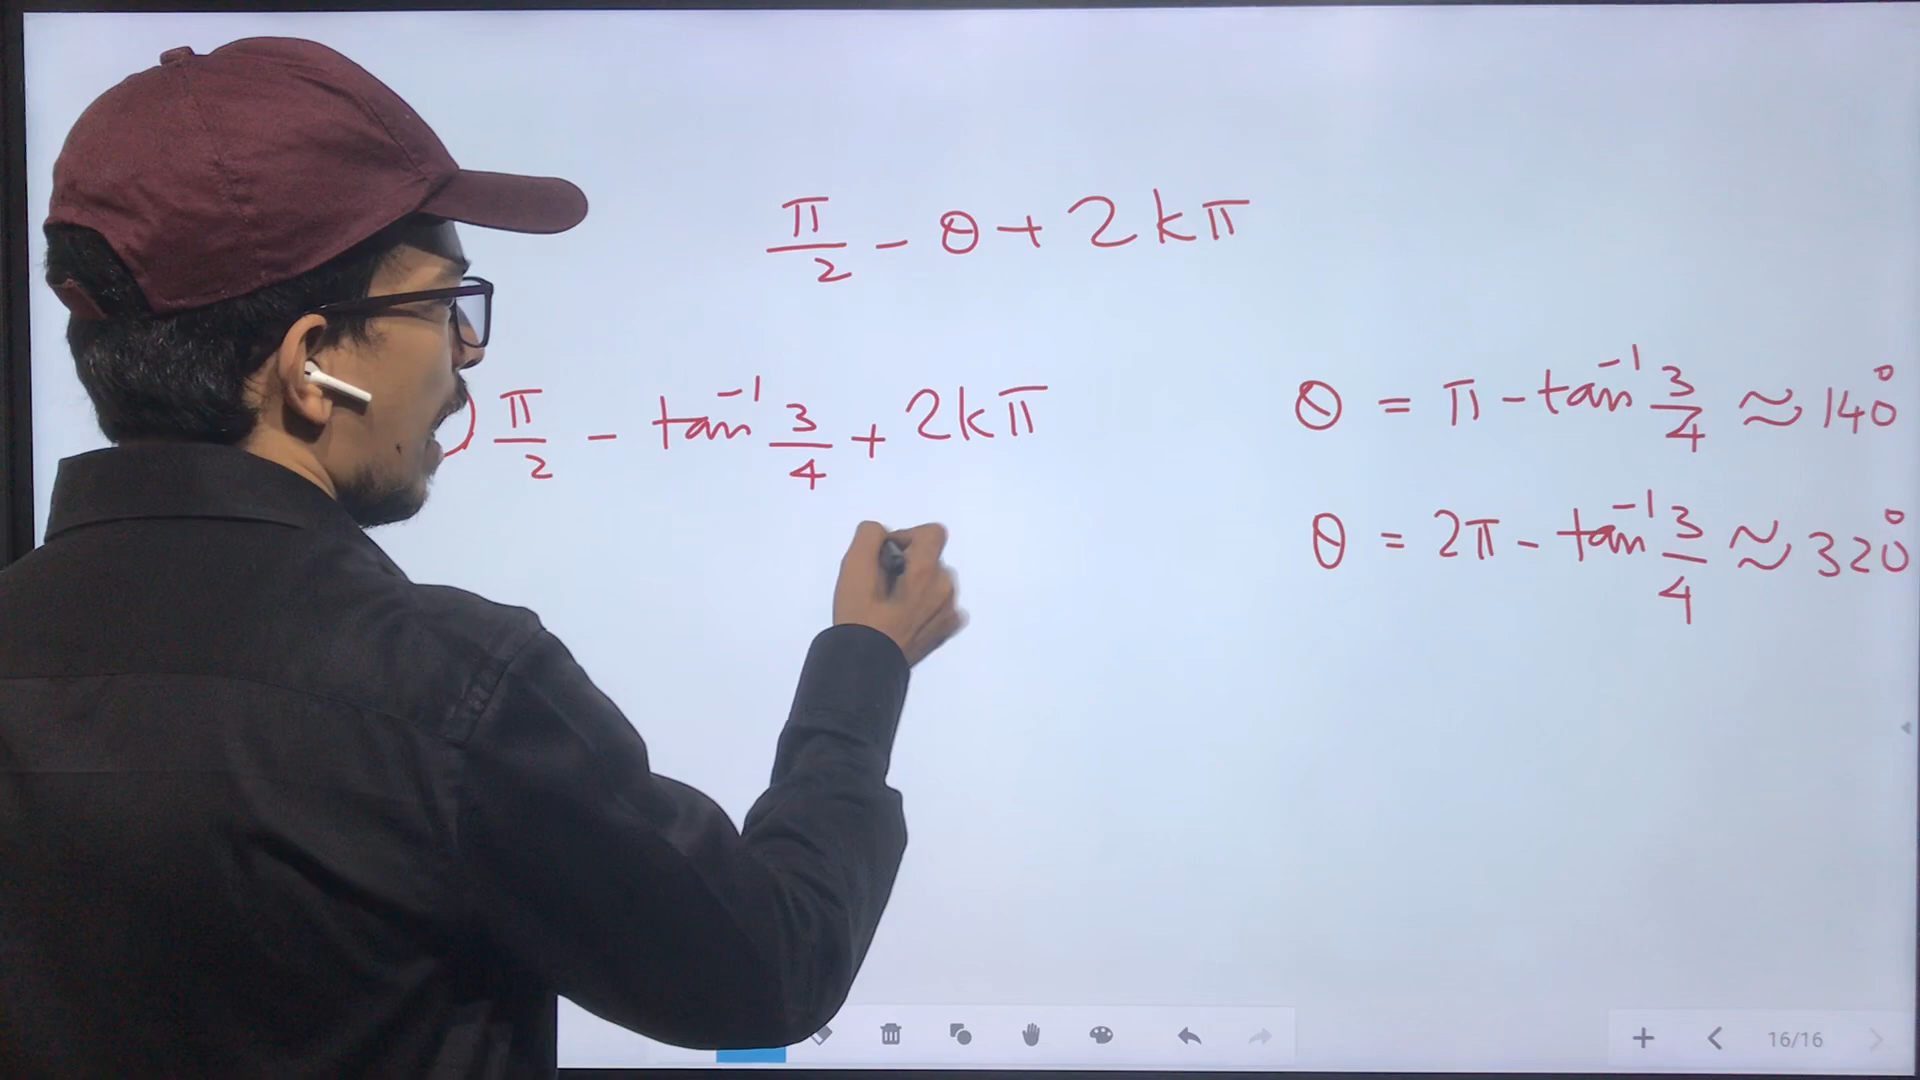 π/2 - θ + 2kπ
) π/2 - tan⁻¹ 3/4 + 2kπ
θ = π - tan⁻¹ 3/4 ≈ 140°
θ = 2π - tan⁻¹ 3/4 ≈ 320°
16/16